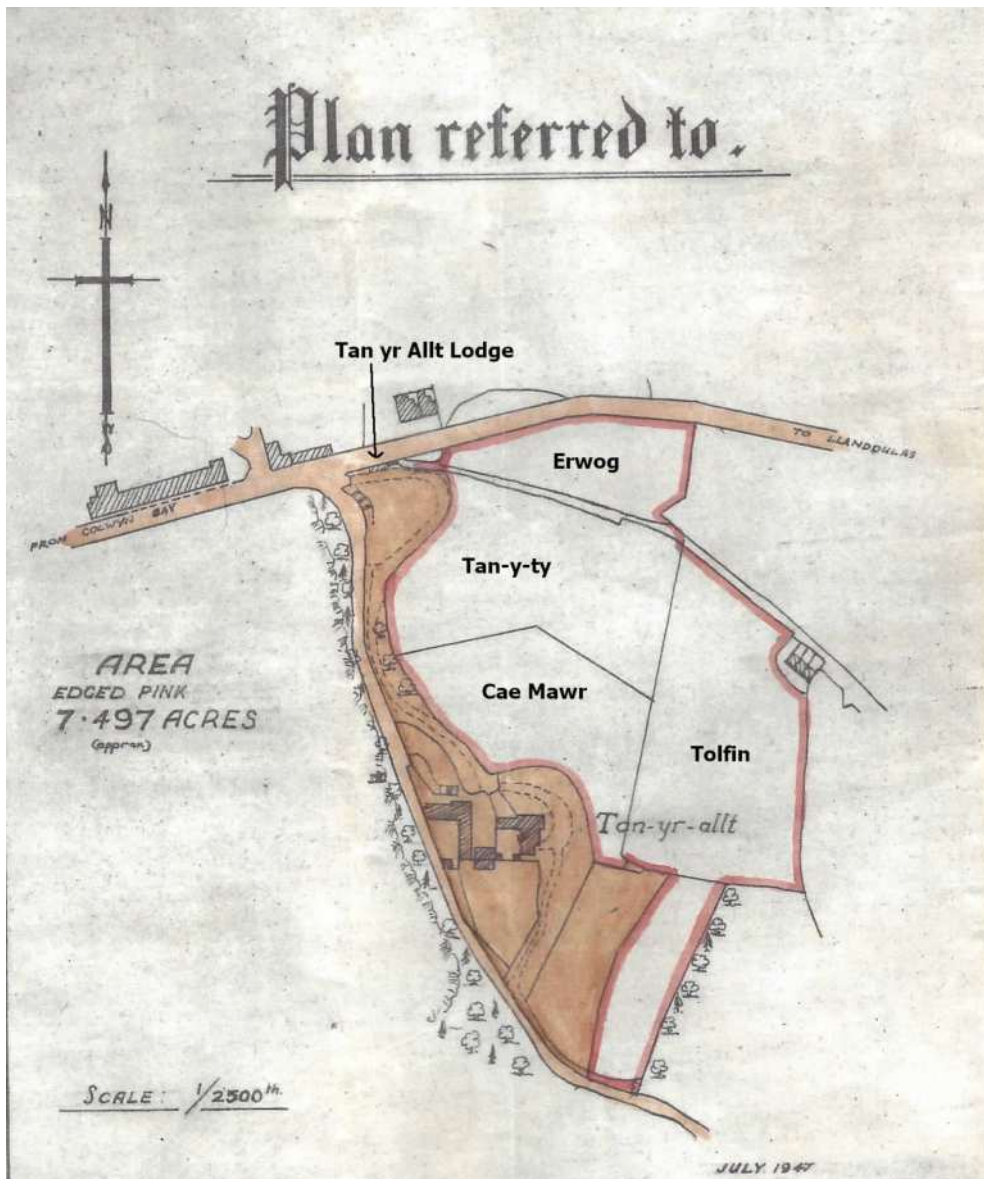 Plan referred to.
N
Tan yr Allt Lodge
TO LLANDDULAS
Erwog
FROM COLWYN BAY
Tan-y-ty
AREA
EDGED PINK
7.497 ACRES
(approx)
Cae Mawr
Tolfin
Tan-yr-allt
SCALE: 1/2500th.
JULY 1947